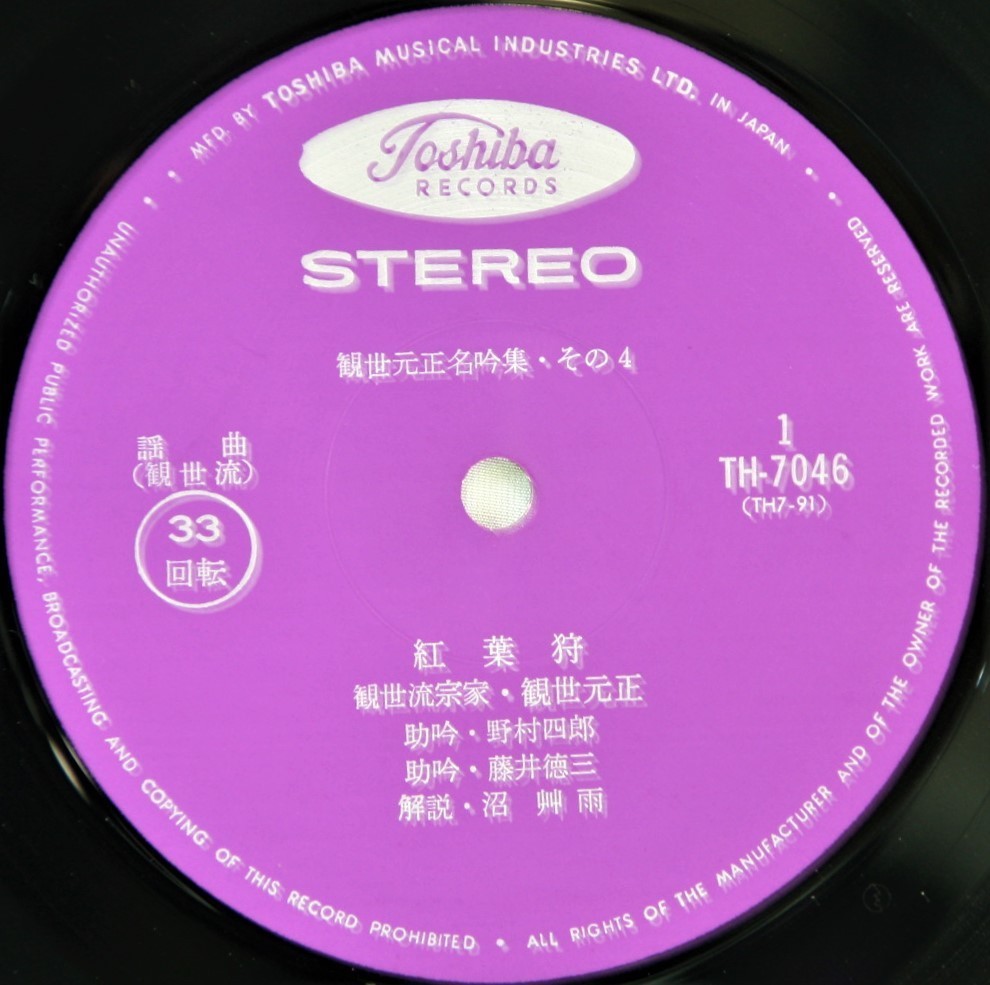 MFD. BY TOSHIBA MUSICAL INDUSTRIES LTD. IN JAPAN
Toshiba
RECORDS
STEREO
観世元正名吟集・その4
謡 曲
(観世流)
33
回転
1
TH-7046
(TH7-91)
紅 葉 狩
観世流宗家・観世元正
助吟・野村四郎
助吟・藤井徳三
解説・沼 艸 雨
UNAUTHORIZED PUBLIC PERFORMANCE, BROADCASTING AND COPYING OF THIS RECORD PROHIBITED • ALL RIGHTS OF THE MANUFACTURER AND OF THE OWNER OF THE RECORDED WORK ARE RESERVED